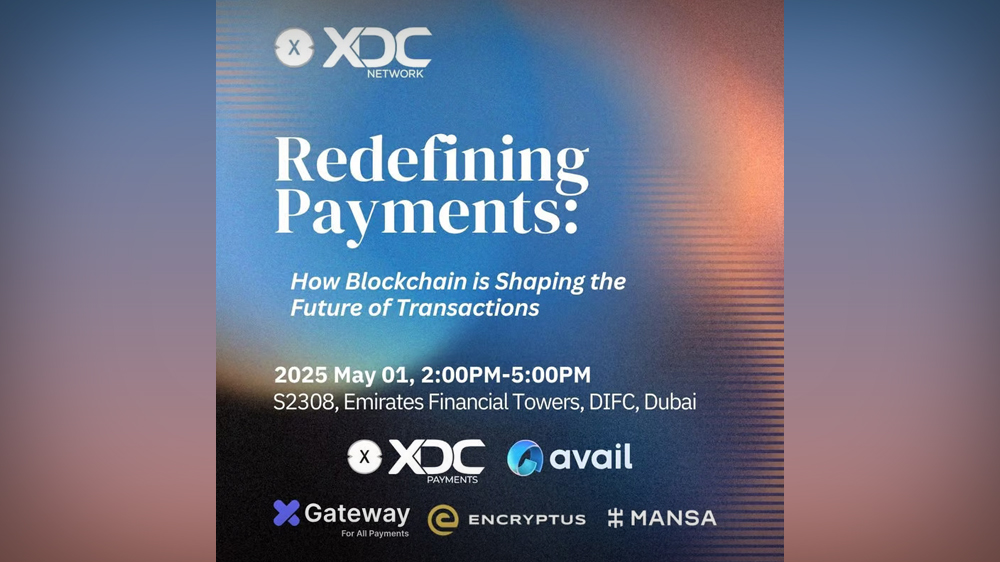 X XDC
NETWORK
Redefining
Payments:
How Blockchain is Shaping the
Future of Transactions
2025 May 01, 2:00PM-5:00PM
S2308, Emirates Financial Towers, DIFC, Dubai
X XDC
PAYMENTS
avail
Gateway
For All Payments
ENCRYPTUS
MANSA